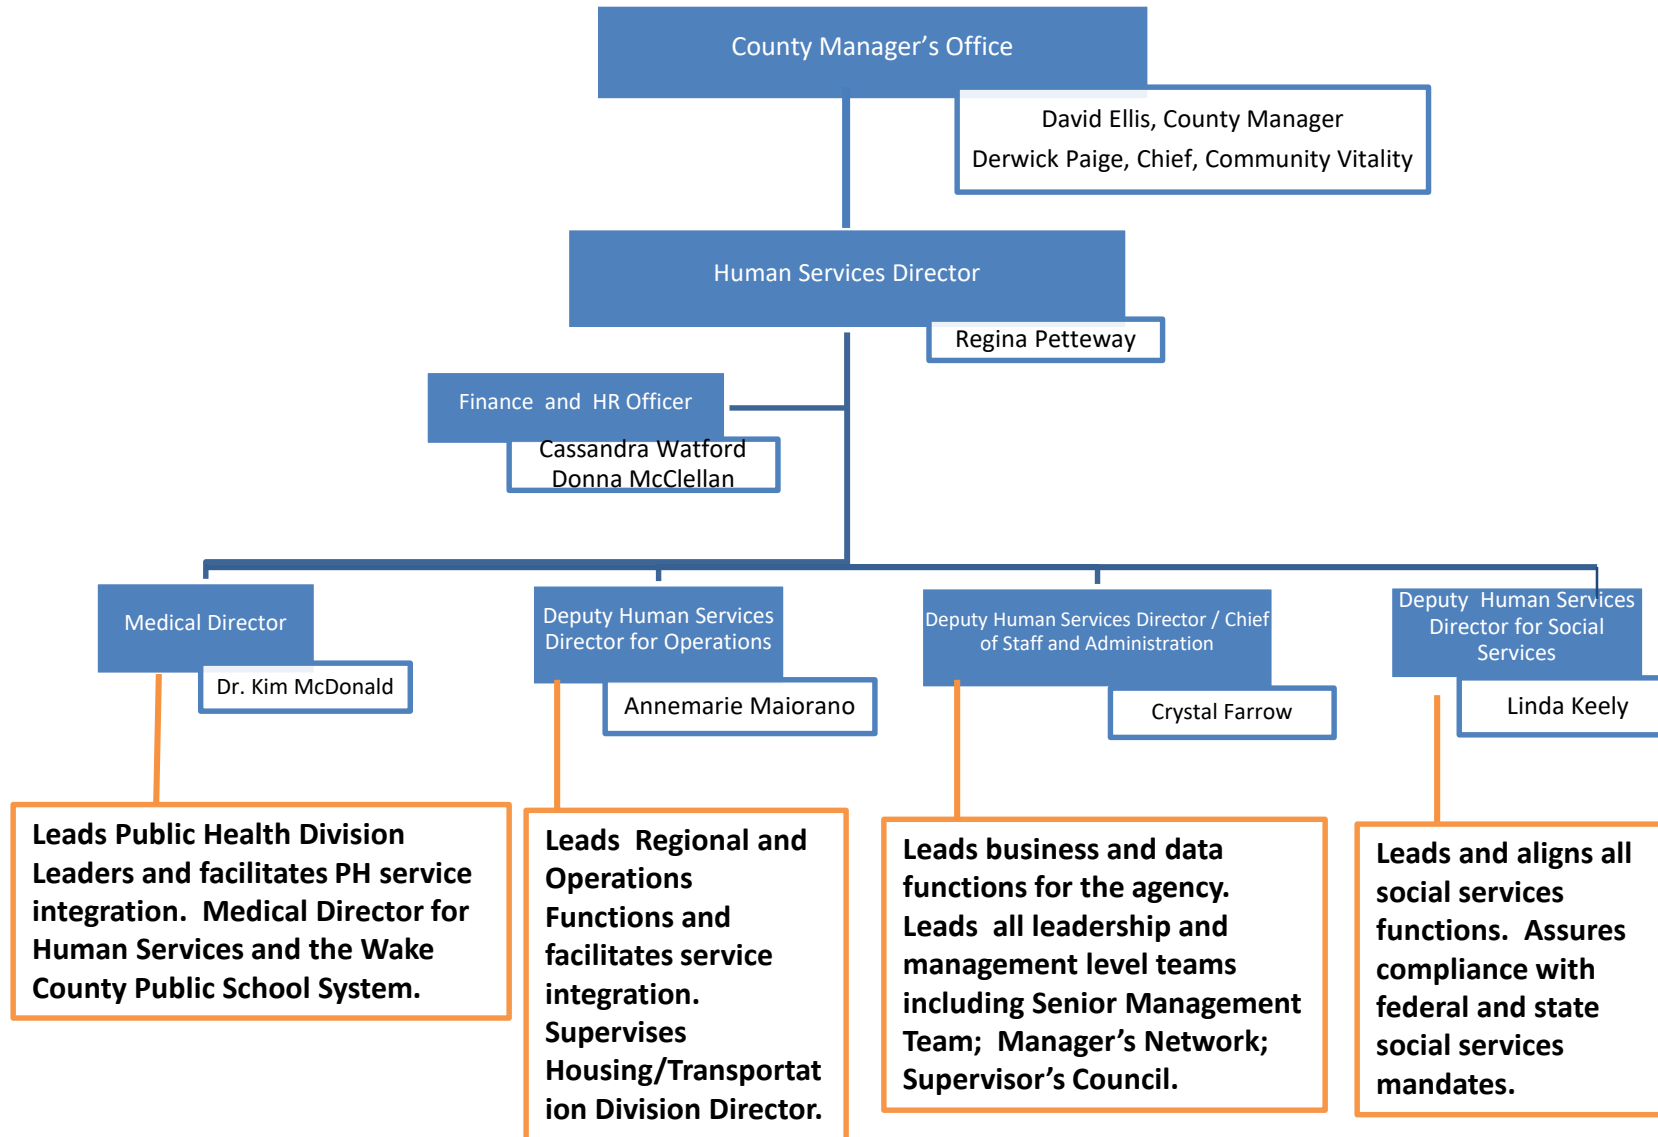 County Manager’s Office
David Ellis, County Manager
Derwick Paige, Chief, Community Vitality
Human Services Director
Regina Petteway
Finance and HR Officer
Cassandra Watford
Donna McClellan
Medical Director
Dr. Kim McDonald
Deputy Human Services
Director for Operations
Annemarie Maiorano
Deputy Human Services Director / Chief
of Staff and Administration
Crystal Farrow
Deputy Human Services
Director for Social
Services
Linda Keely
Leads Public Health Division
Leaders and facilitates PH service
integration. Medical Director for
Human Services and the Wake
County Public School System.
Leads Regional and
Operations
Functions and
facilitates service
integration.
Supervises
Housing/Transportat
ion Division Director.
Leads business and data
functions for the agency.
Leads all leadership and
management level teams
including Senior Management
Team; Manager’s Network;
Supervisor’s Council.
Leads and aligns all
social services
functions. Assures
compliance with
federal and state
social services
mandates.